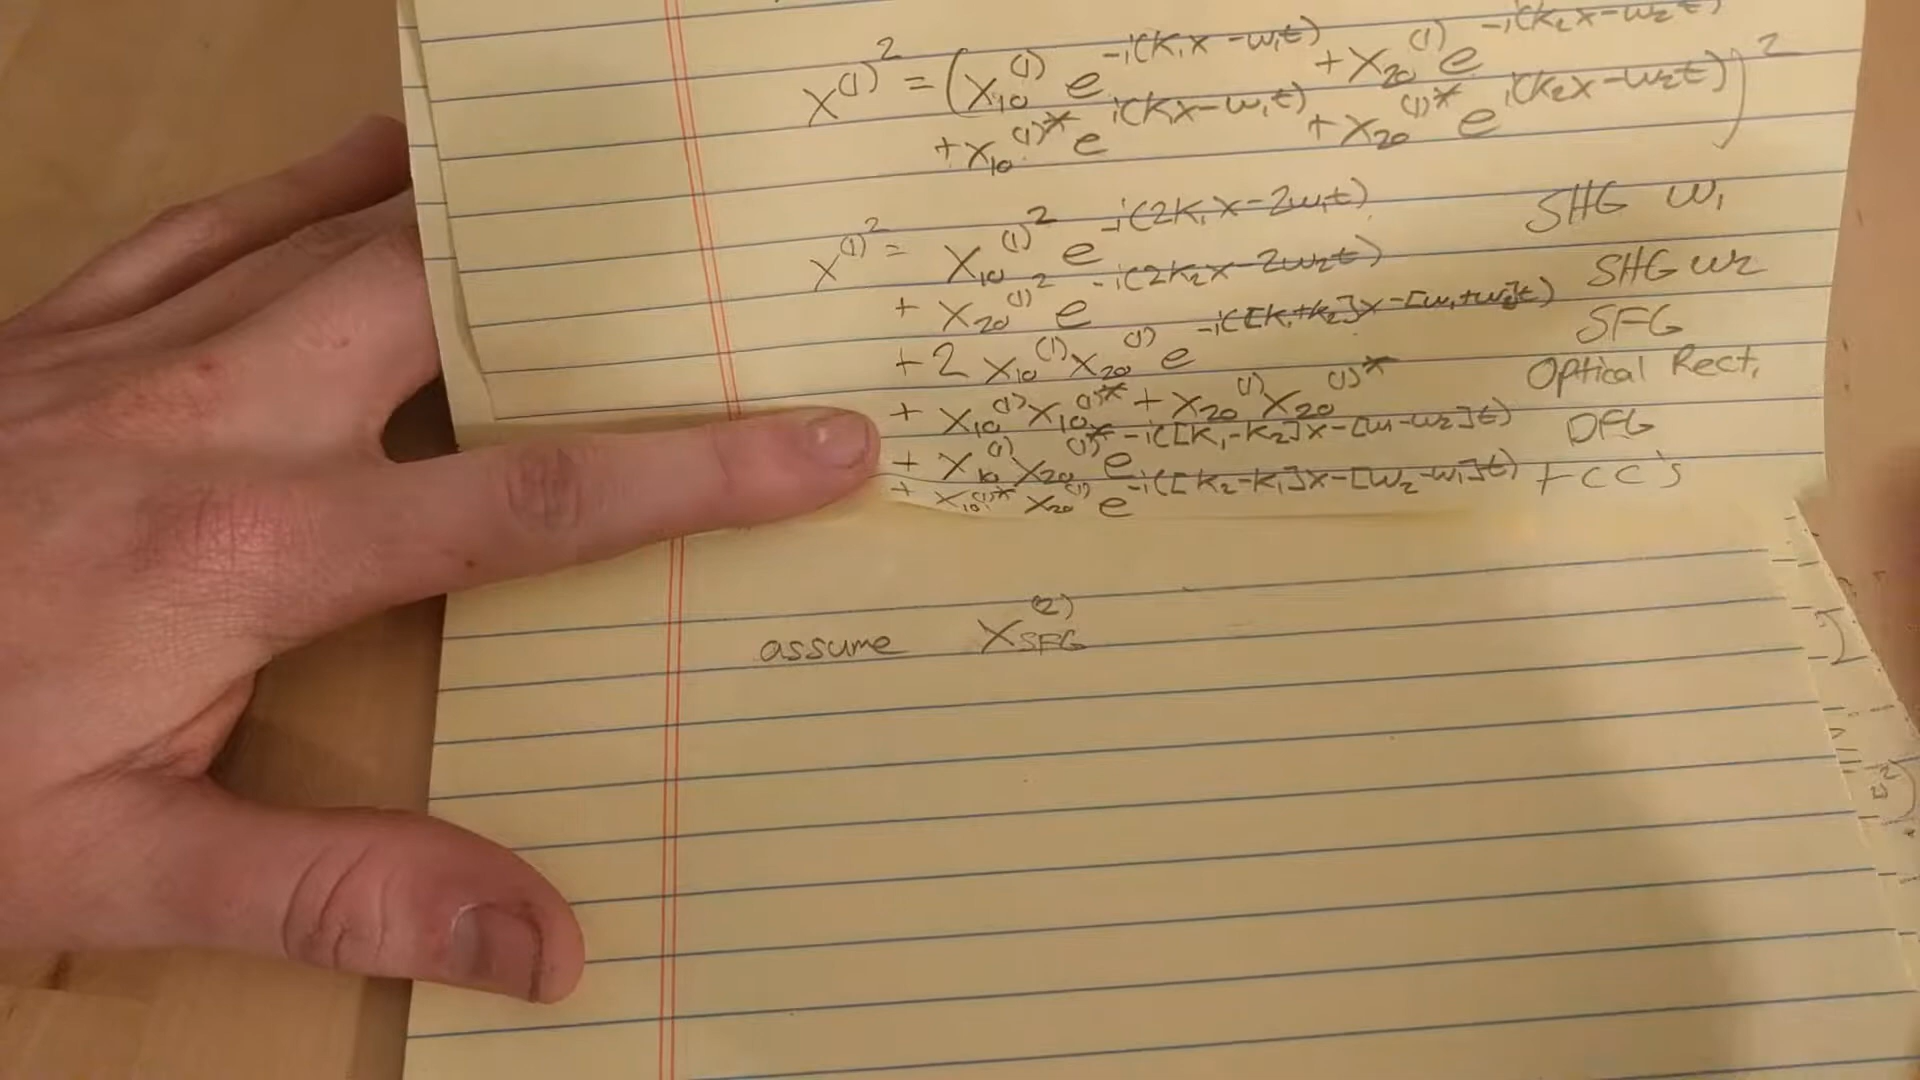 x⁽¹⁾² = (x₁₀⁽¹⁾ e^{-i(k₁x-ω₁t)} + x₂₀⁽¹⁾ e^{-i(k₂x-ω₂t)}
+ x₁₀⁽¹⁾* e^{i(kx-ω₁t)} + x₂₀⁽¹⁾* e^{i(k₂x-ω₂t)})²
x⁽¹⁾² = x₁₀⁽¹⁾² e^{-i(2k₁x-2ω₁t)} SHG ω₁
+ x₂₀⁽¹⁾² e^{-i(2k₂x-2ω₂t)} SHG ω₂
+ 2 x₁₀⁽¹⁾ x₂₀⁽¹⁾ e^{-i([k₁+k₂]x-[ω₁+ω₂]t)} SFG
+ x₁₀⁽¹⁾ x₁₀⁽¹⁾* + x₂₀⁽¹⁾ x₂₀⁽¹⁾* Optical Rect.
+ x₁₀⁽¹⁾ x₂₀⁽¹⁾* e^{-i([k₁-k₂]x-[ω₁-ω₂]t)} DFG
+ x₁₀⁽¹⁾* x₂₀⁽¹⁾ e^{-i([k₂-k₁]x-[ω₂-ω₁]t)} + CC's
assume X_{SFG}⁽²⁾